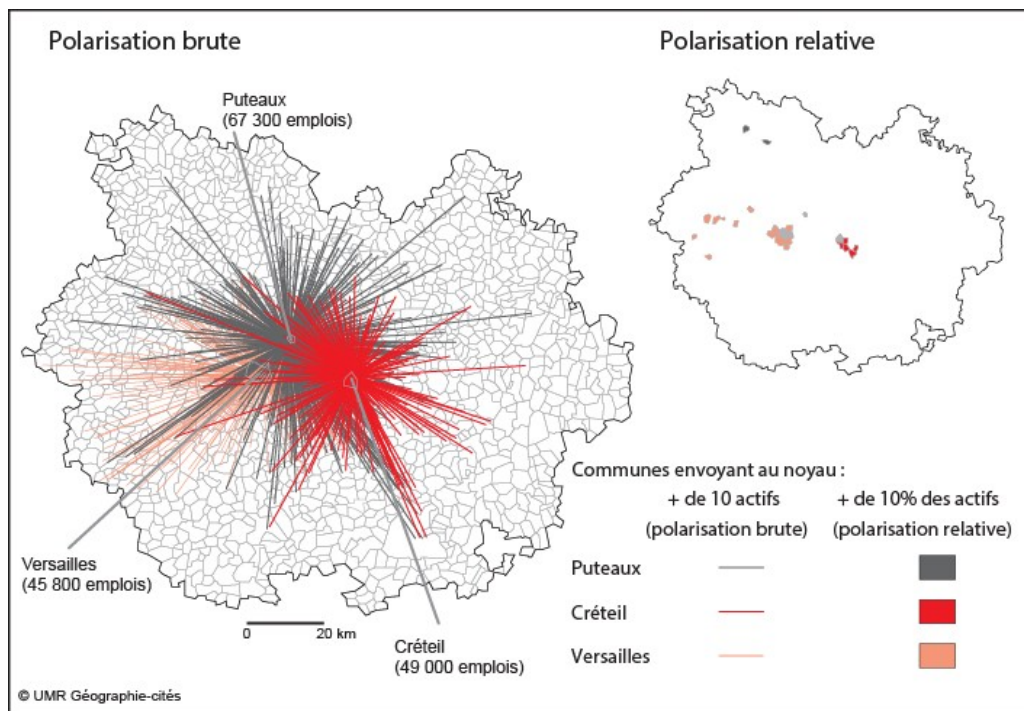 Polarisation brute
Polarisation relative
Puteaux
(67 300 emplois)
Versailles
(45 800 emplois)
0 20 km
Créteil
(49 000 emplois)
Communes envoyant au noyau :
+ de 10 actifs + de 10% des actifs
(polarisation brute) (polarisation relative)
Puteaux
Créteil
Versailles
© UMR Géographie-cités